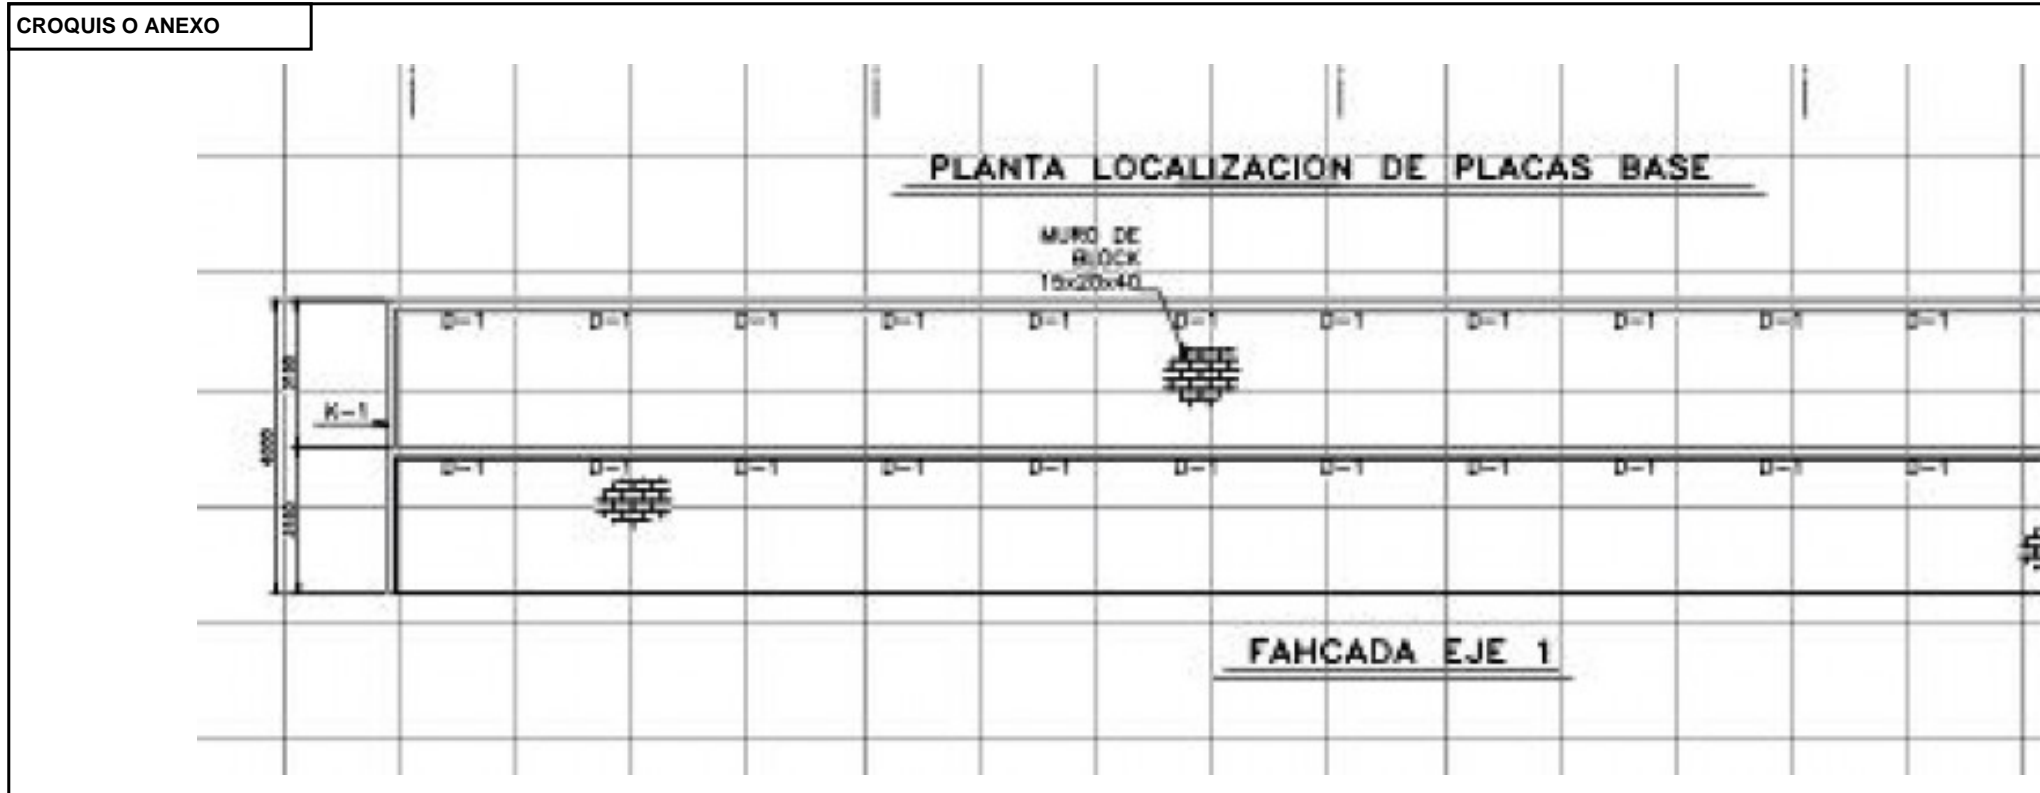 CROQUIS O ANEXO
PLANTA LOCALIZACION DE PLACAS BASE
MURO DE
BLOCK
15x20x40
D-1 D-1 D-1 D-1 D-1 D-1 D-1 D-1 D-1 D-1 D-1
K-1
D-1 D-1 D-1 D-1 D-1 D-1 D-1 D-1 D-1 D-1 D-1
FAHCADA EJE 1